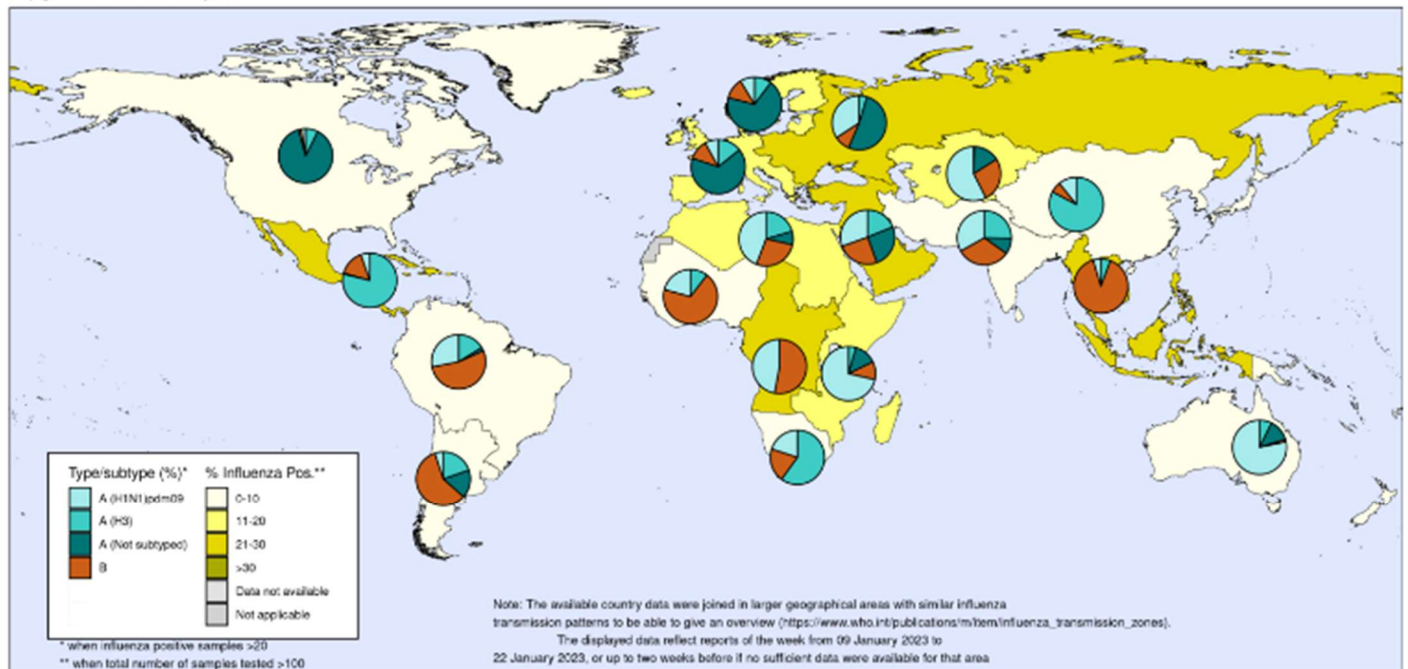 Type/subtype (%)*
A (H1N1)pdm09
A (H3)
A (Not subtyped)
B
% Influenza Pos.**
0-10
11-20
21-30
>30
Data not available
Not applicable
* when influenza positive samples >20
** when total number of samples tested >100
Note: The available country data were joined in larger geographical areas with similar influenza
transmission patterns to be able to give an overview (https://www.who.int/publications/m/item/influenza_transmission_zones).
The displayed data reflect reports of the week from 09 January 2023 to
22 January 2023, or up to two weeks before if no sufficient data were available for that area